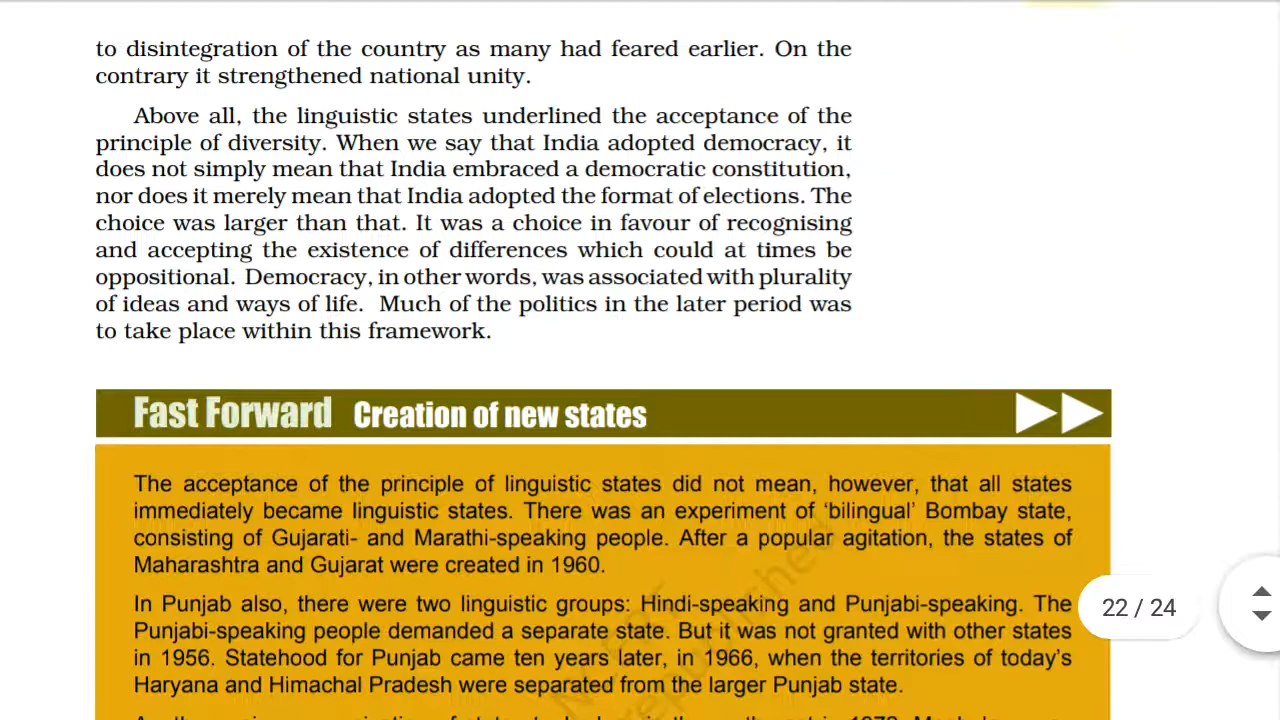 to disintegration of the country as many had feared earlier. On the
contrary it strengthened national unity.
Above all, the linguistic states underlined the acceptance of the
principle of diversity. When we say that India adopted democracy, it
does not simply mean that India embraced a democratic constitution,
nor does it merely mean that India adopted the format of elections. The
choice was larger than that. It was a choice in favour of recognising
and accepting the existence of differences which could at times be
oppositional. Democracy, in other words, was associated with plurality
of ideas and ways of life. Much of the politics in the later period was
to take place within this framework.
Fast Forward Creation of new states
The acceptance of the principle of linguistic states did not mean, however, that all states
immediately became linguistic states. There was an experiment of ‘bilingual’ Bombay state,
consisting of Gujarati- and Marathi-speaking people. After a popular agitation, the states of
Maharashtra and Gujarat were created in 1960.
In Punjab also, there were two linguistic groups: Hindi-speaking and Punjabi-speaking. The
Punjabi-speaking people demanded a separate state. But it was not granted with other states
in 1956. Statehood for Punjab came ten years later, in 1966, when the territories of today’s
Haryana and Himachal Pradesh were separated from the larger Punjab state.
22 / 24